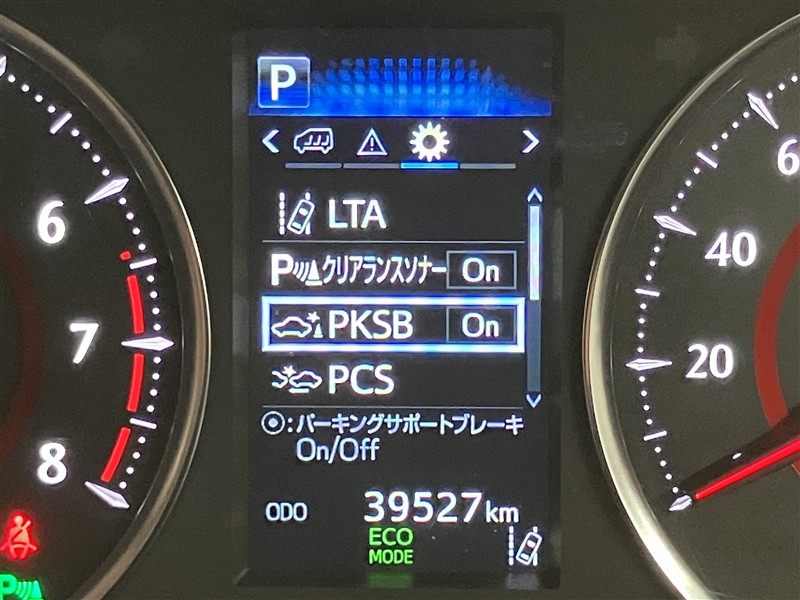 P
LTA
P クリアランスソナー On
PKSB On
PCS
⦿:パーキングサポートブレーキ
On/Off
ODO 39527km
ECO
MODE
6
7
8
P
60
40
20